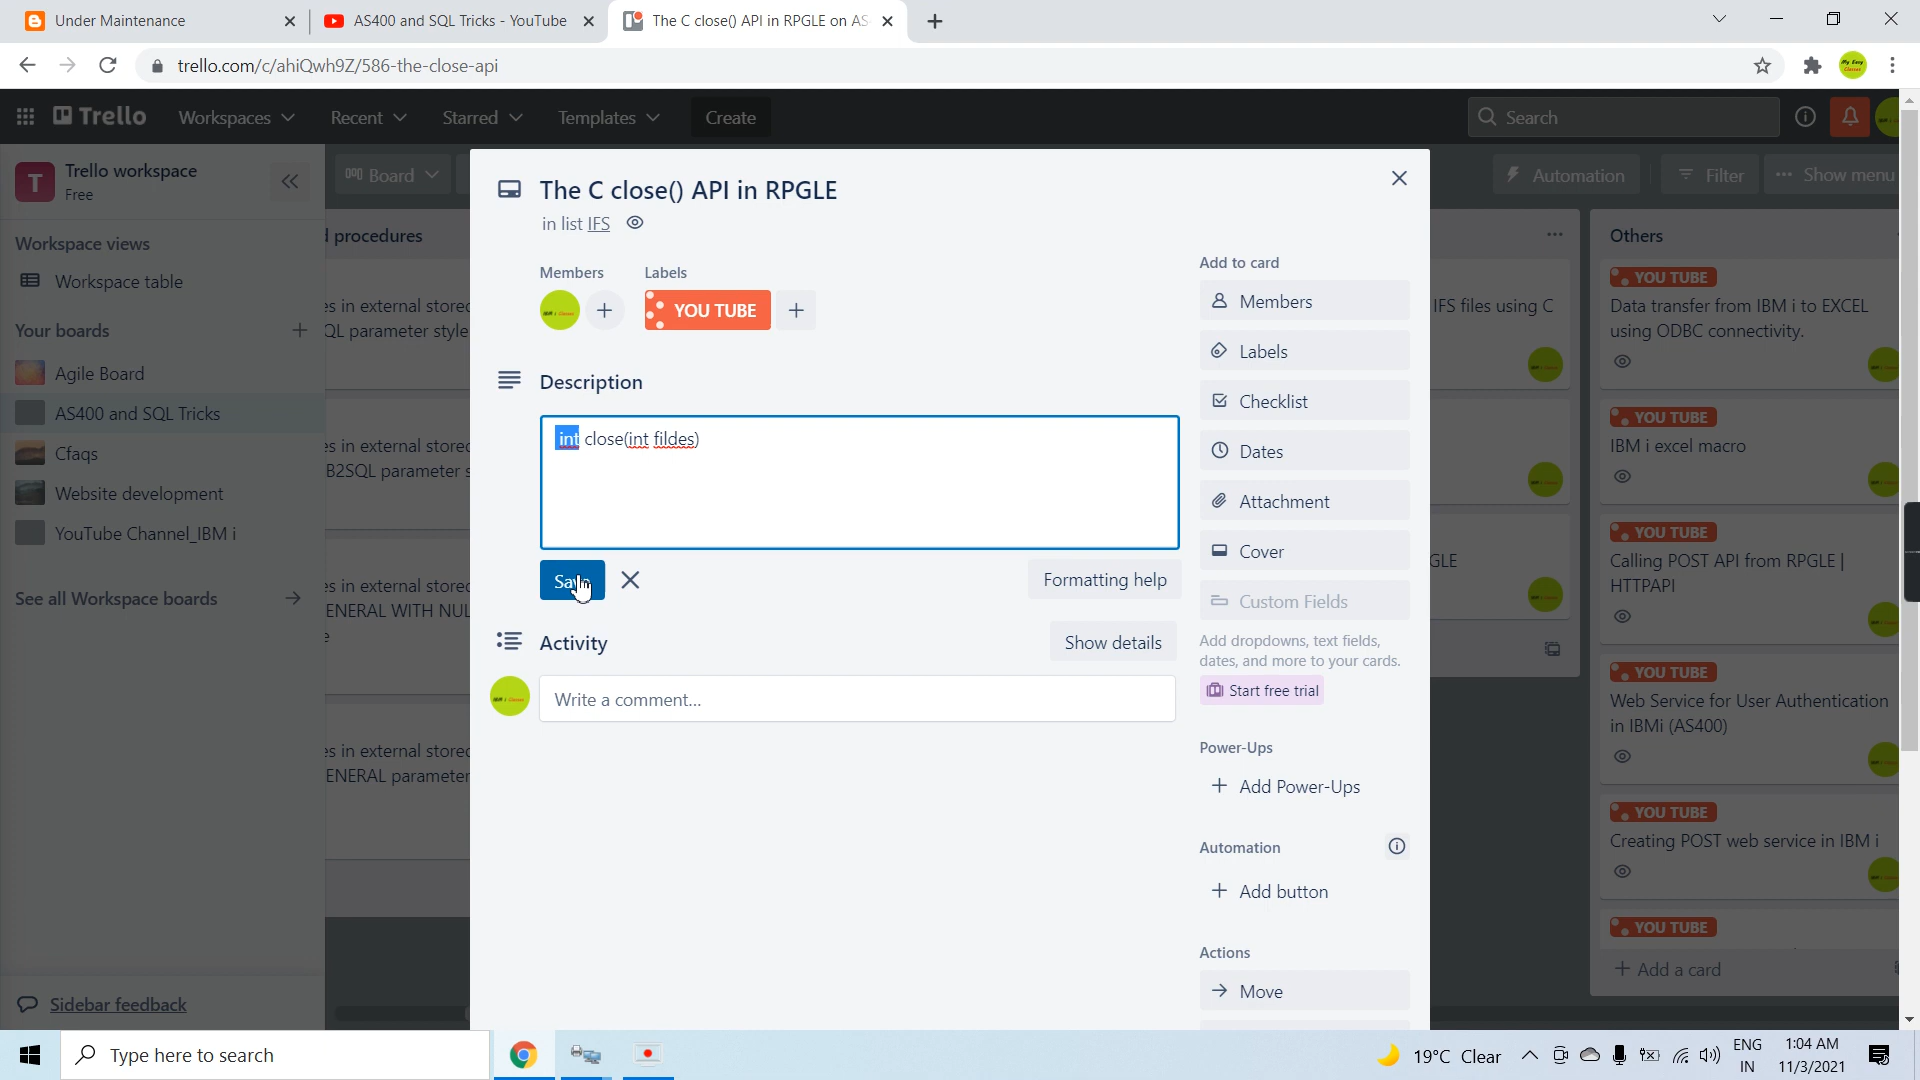 Under Maintenance
AS400 and SQL Tricks - YouTube
The C close() API in RPGLE on AS
trello.com/c/ahiQwh9Z/586-the-close-api
Trello
Workspaces
Recent
Starred
Templates
Create
Search
T
Trello workspace
Free
Board
Automation
Filter
Show menu
Workspace views
Workspace table
Your boards
Agile Board
AS400 and SQL Tricks
Cfaqs
Website development
YouTube Channel_IBM i
See all Workspace boards
Sidebar feedback
procedures
es in external stored
QL parameter style
es in external stored
B2SQL parameter s
es in external stored
ENERAL WITH NUL
e
es in external stored
ENERAL parameter
The C close() API in RPGLE
in list IFS
Members
Labels
YOU TUBE
Description
int close(int fildes)
Save
Formatting help
Activity
Show details
Write a comment...
Add to card
Members
Labels
Checklist
Dates
Attachment
Cover
Custom Fields
Add dropdowns, text fields,
dates, and more to your cards.
Start free trial
Power-Ups
Add Power-Ups
Automation
Add button
Actions
Move
IFS files using C
GLE
Others
YOU TUBE
Data transfer from IBM i to EXCEL
using ODBC connectivity.
YOU TUBE
IBM i excel macro
YOU TUBE
Calling POST API from RPGLE |
HTTPAPI
YOU TUBE
Web Service for User Authentication
in IBMi (AS400)
YOU TUBE
Creating POST web service in IBM i
YOU TUBE
Add a card
Type here to search
19°C Clear
ENG
IN
1:04 AM
11/3/2021